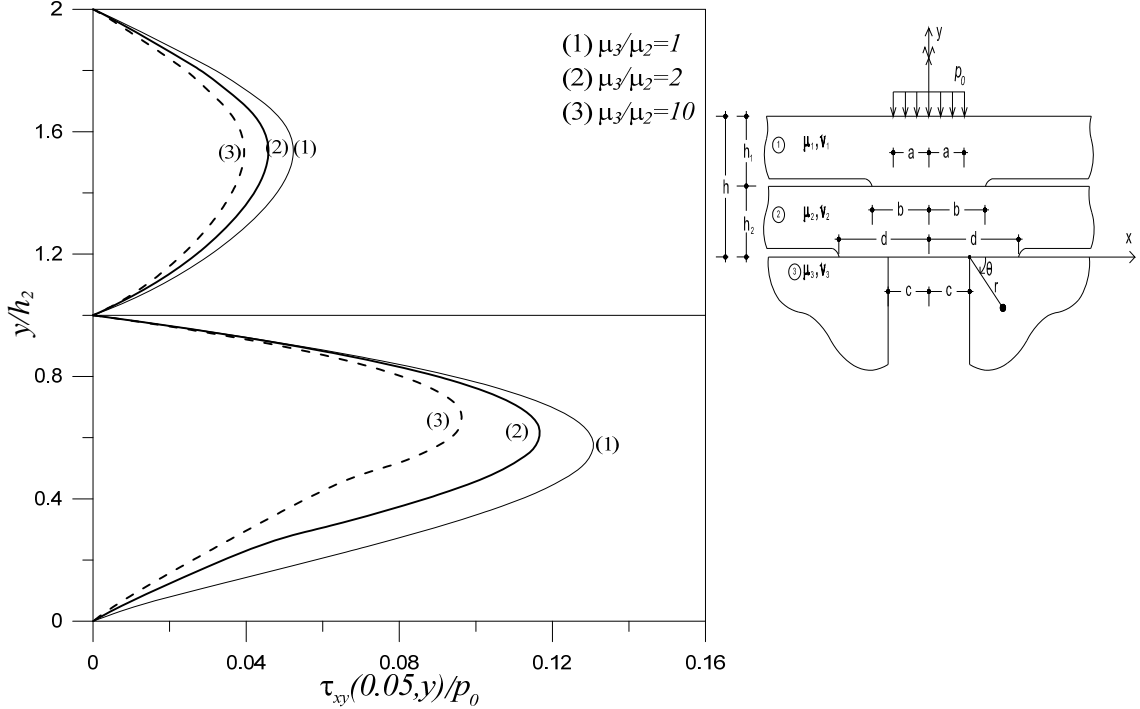 2
1.6
1.2
0.8
0.4
0
y/h₂
0
0.04
0.08
0.12
0.16
τxy(0.05,y)/p₀
(1) μ₃/μ₂=1
(2) μ₃/μ₂=2
(3) μ₃/μ₂=10
(3)
(2)
(1)
(3)
(2)
(1)
y
p₀
① μ₁,ν₁
a
a
h
h₁
② μ₂,ν₂
b
b
h₂
d
d
x
③ μ₃,ν₃
θ
c
c
r